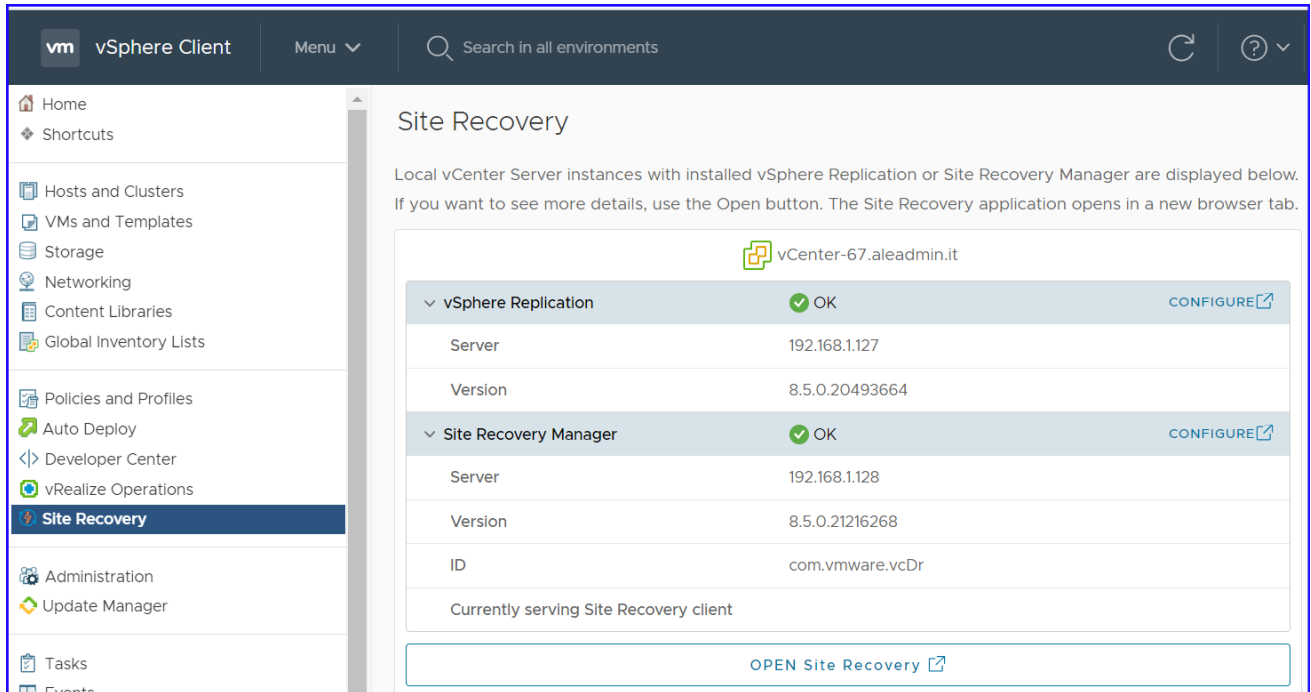 vm vSphere Client Menu Search in all environments
Home
Shortcuts
Hosts and Clusters
VMs and Templates
Storage
Networking
Content Libraries
Global Inventory Lists
Policies and Profiles
Auto Deploy
Developer Center
vRealize Operations
Site Recovery
Administration
Update Manager
Tasks
Events
Site Recovery
Local vCenter Server instances with installed vSphere Replication or Site Recovery Manager are displayed below.
If you want to see more details, use the Open button. The Site Recovery application opens in a new browser tab.
vCenter-67.aleadmin.it
vSphere Replication OK CONFIGURE
Server 192.168.1.127
Version 8.5.0.20493664
Site Recovery Manager OK CONFIGURE
Server 192.168.1.128
Version 8.5.0.21216268
ID com.vmware.vcDr
Currently serving Site Recovery client
OPEN Site Recovery